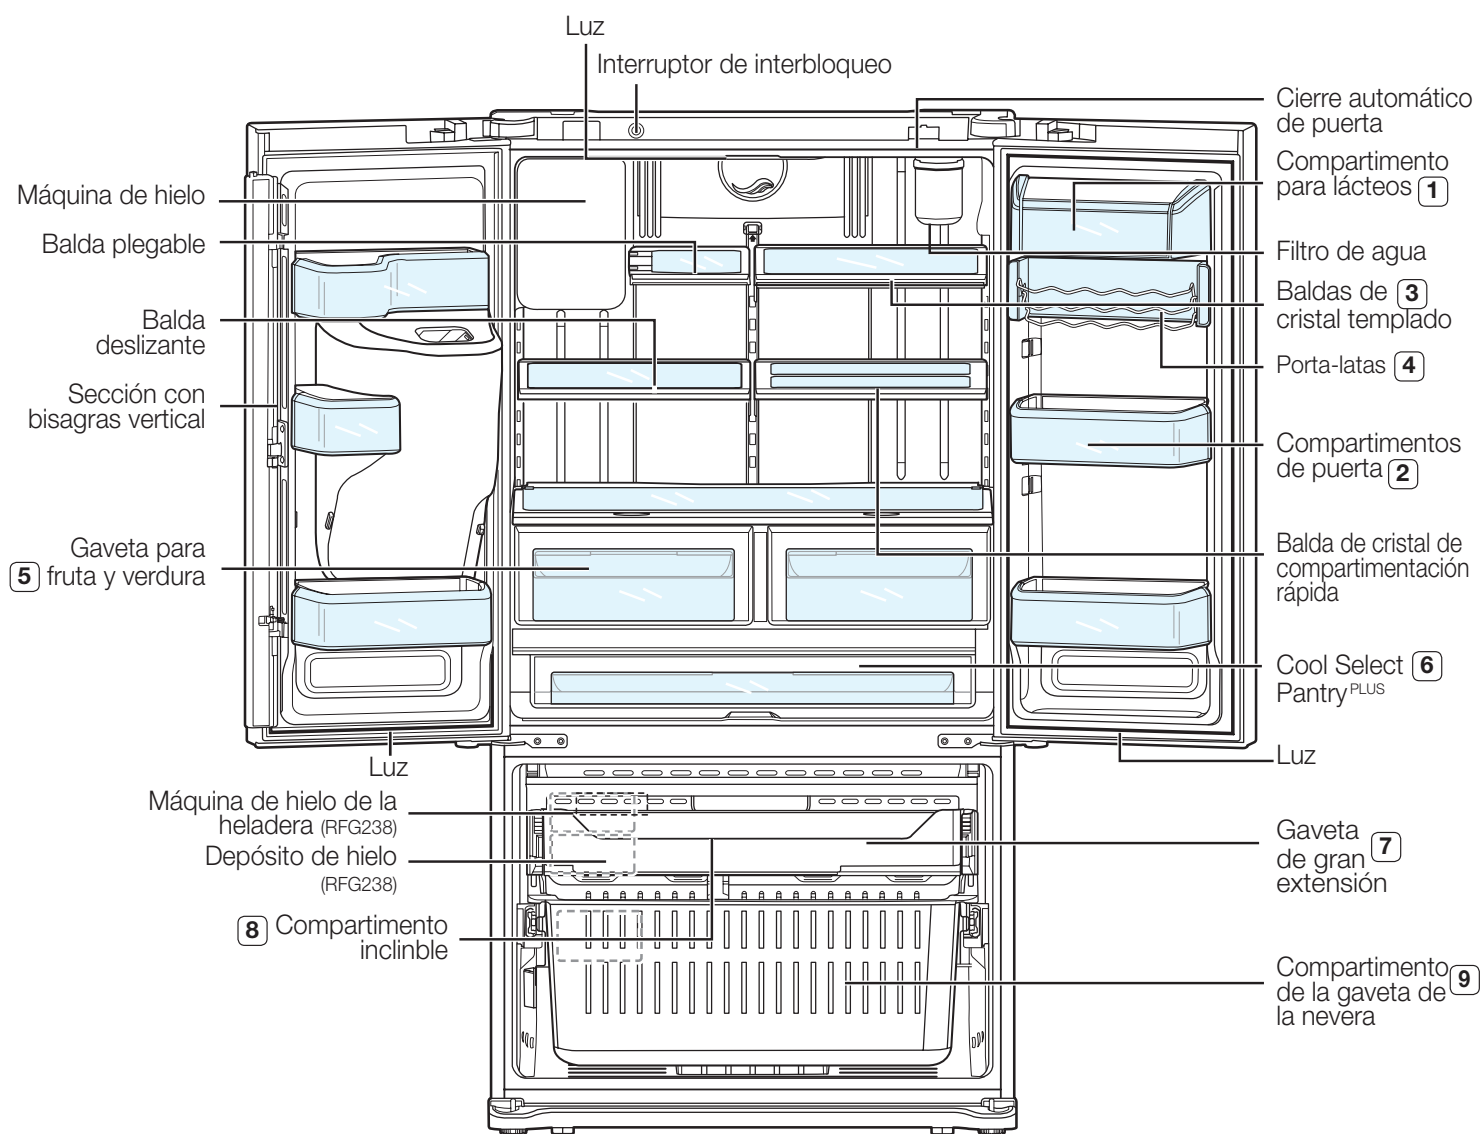 Luz
Interruptor de interbloqueo
Máquina de hielo
Balda plegable
Balda
deslizante
Sección con
bisagras vertical
Gaveta para
5 fruta y verdura
Luz
Máquina de hielo de la
heladera (RFG238)
Depósito de hielo
(RFG238)
8 Compartimento
inclinble
Cierre automático
de puerta
Compartimento
para lácteos 1
Filtro de agua
Baldas de 3
cristal templado
Porta-latas 4
Compartimentos
de puerta 2
Balda de cristal de
compartimentación
rápida
Cool Select 6
Pantry PLUS
Luz
Gaveta
de gran 7
extensión
Compartimento
de la gaveta de 9
la nevera